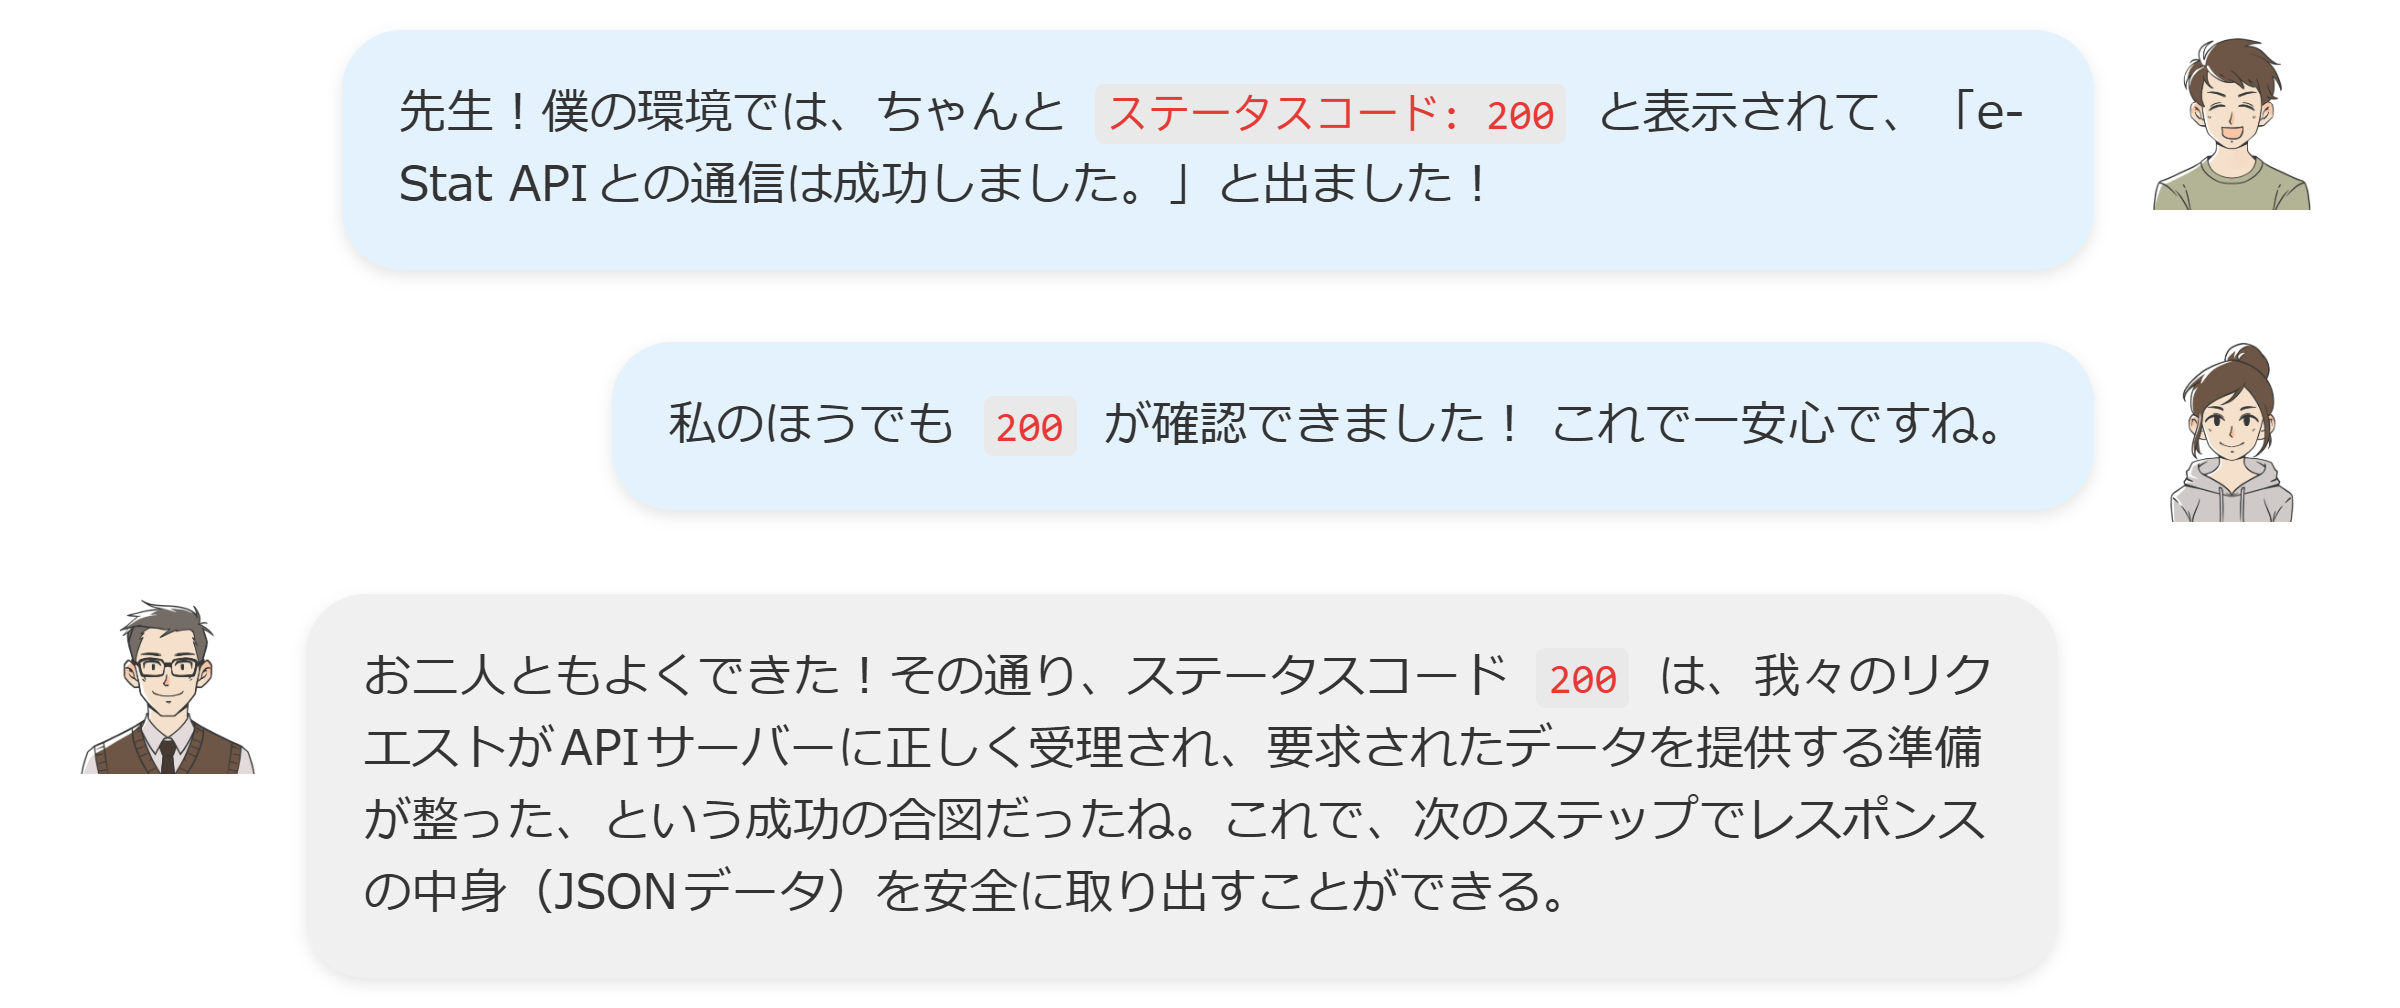 先生！僕の環境では、ちゃんと ステータスコード: 200 と表示されて、「e-
Stat APIとの通信は成功しました。」と出ました！
私のほうでも 200 が確認できました！ これで一安心ですね。
お二人ともよくできた！その通り、ステータスコード 200 は、我々のリク
エストがAPIサーバーに正しく受理され、要求されたデータを提供する準備
が整った、という成功の合図だったね。これで、次のステップでレスポンス
の中身（JSONデータ）を安全に取り出すことができる。